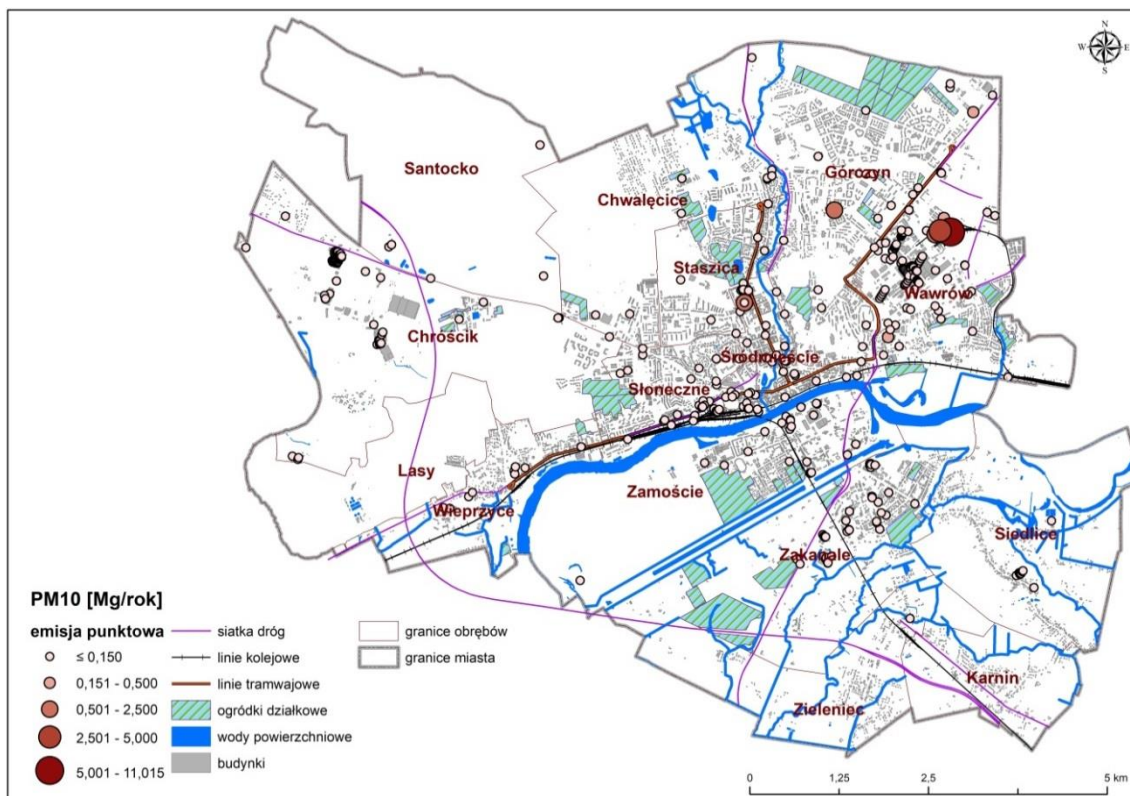 N
W E
S
Santocko
Górczyn
Chwalęcice
Staszica
Wawrów
Chróścik
Śródmieście
Słoneczne
Lasy
Zamoście
Wieprzyce
Siedlice
Zakanale
Karnin
Zieleniec
PM10 [Mg/rok]
emisja punktowa
≤ 0,150
0,151 - 0,500
0,501 - 2,500
2,501 - 5,000
5,001 - 11,015
siatka dróg
linie kolejowe
linie tramwajowe
ogródki działkowe
wody powierzchniowe
budynki
granice obrębów
granice miasta
0 1,25 2,5 5 km